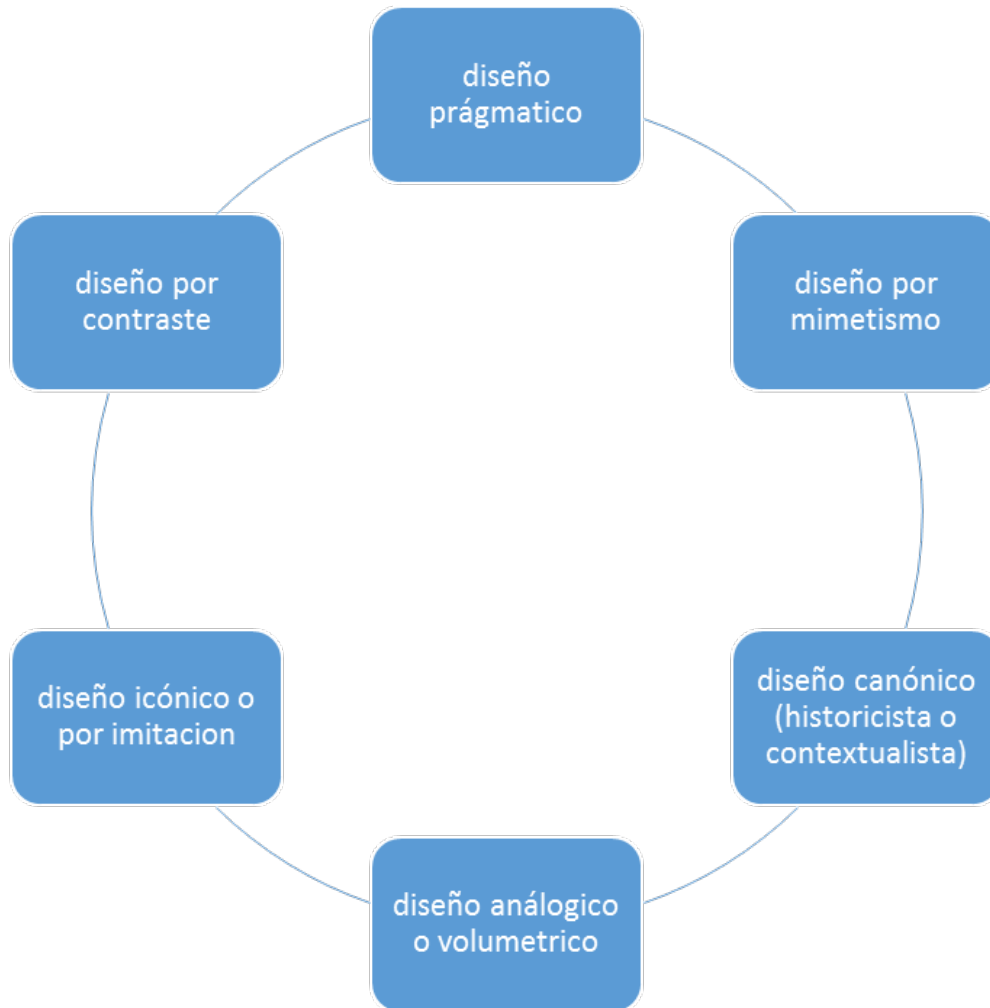 diseño
prágmatico
diseño por
mimetismo
diseño canónico
(historicista o
contextualista)
diseño análogico
o volumetrico
diseño icónico o
por imitacion
diseño por
contraste